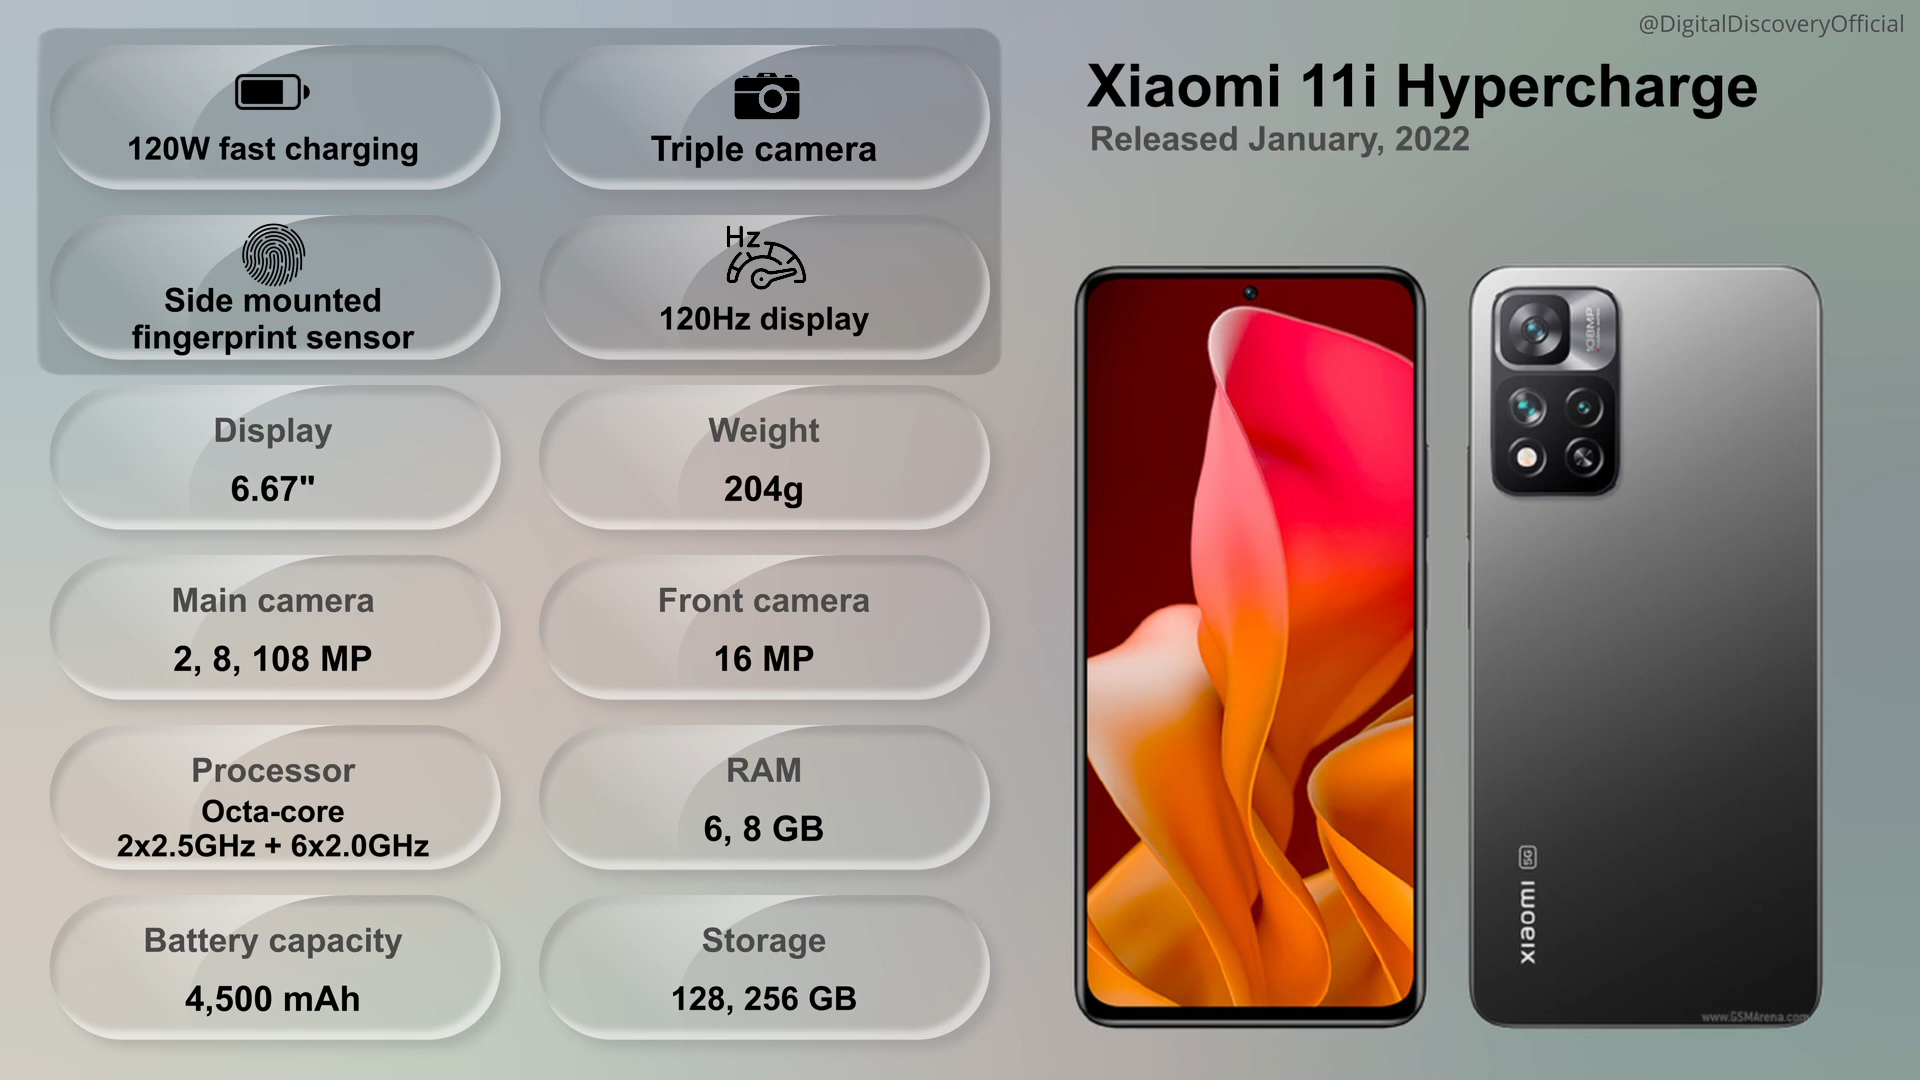 @DigitalDiscoveryOfficial
Xiaomi 11i Hypercharge
Released January, 2022
120W fast charging
Triple camera
Side mounted
fingerprint sensor
Hz
120Hz display
Display
6.67"
Weight
204g
Main camera
2, 8, 108 MP
Front camera
16 MP
Processor
Octa-core
2x2.5GHz + 6x2.0GHz
RAM
6, 8 GB
Battery capacity
4,500 mAh
Storage
128, 256 GB
108MP
xiaomi 5G
www.GSMArena.com